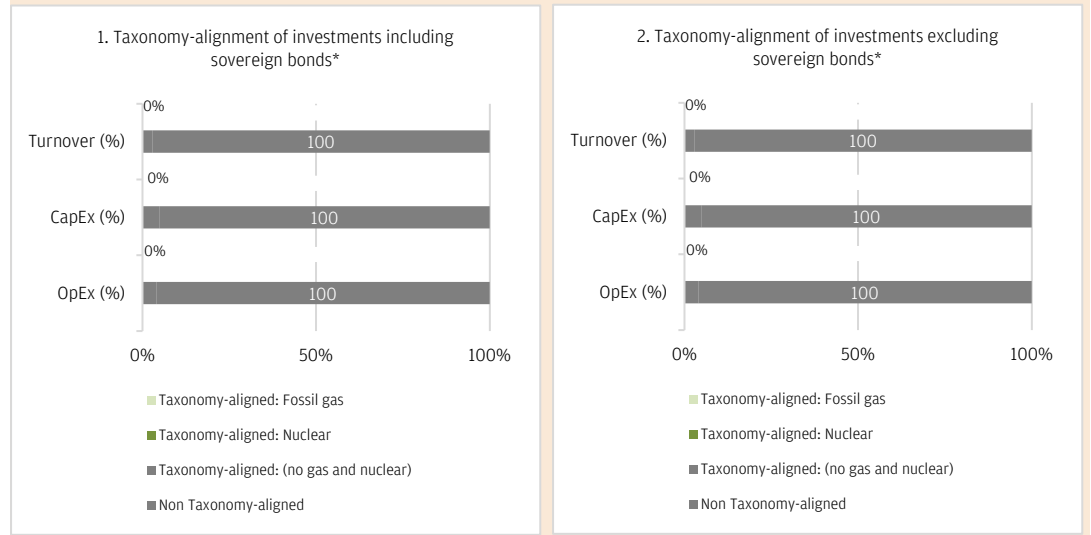 1. Taxonomy-alignment of investments including
sovereign bonds*
0%
Turnover (%)
100
0%
CapEx (%)
100
0%
OpEx (%)
100
0%
50%
100%
Taxonomy-aligned: Fossil gas
Taxonomy-aligned: Nuclear
Taxonomy-aligned: (no gas and nuclear)
Non Taxonomy-aligned
2. Taxonomy-alignment of investments excluding
sovereign bonds*
0%
Turnover (%)
100
0%
CapEx (%)
100
0%
OpEx (%)
100
0%
50%
100%
Taxonomy-aligned: Fossil gas
Taxonomy-aligned: Nuclear
Taxonomy-aligned: (no gas and nuclear)
Non Taxonomy-aligned